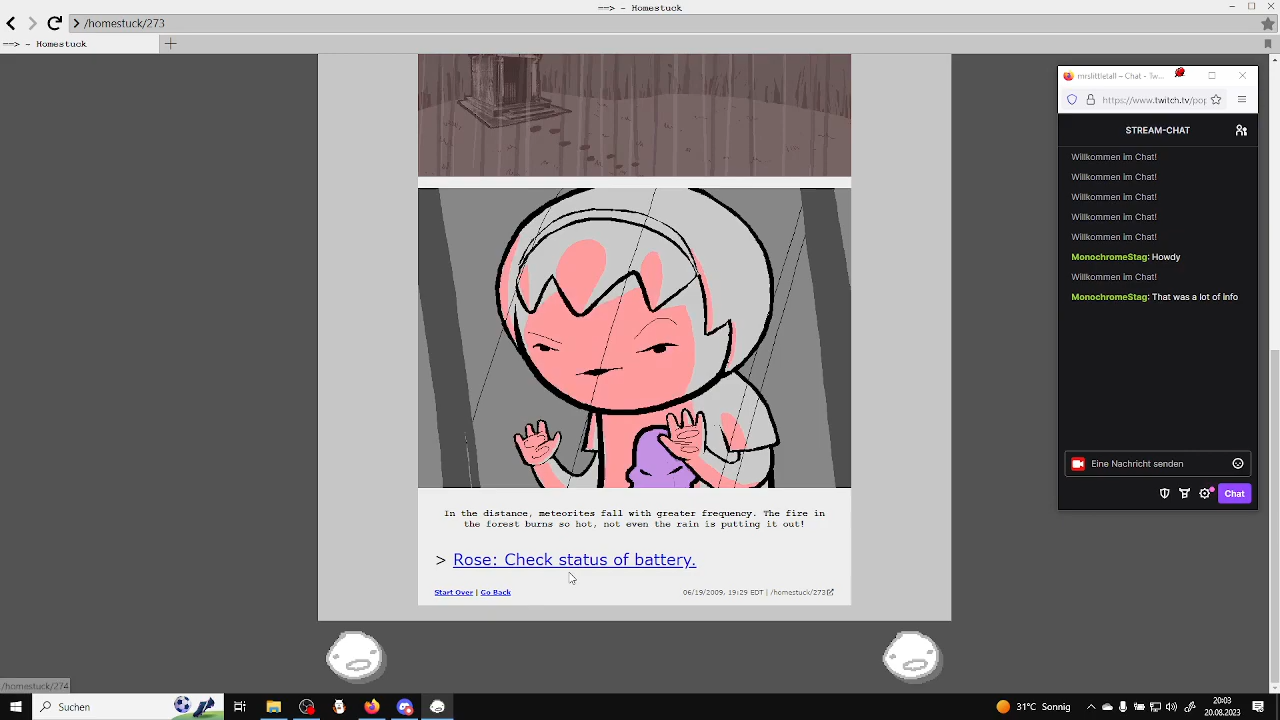 ==> - Homestuck
/homestuck/273
==> - Homestuck
mrslittletall – Chat - Tw...
https://www.twitch.tv/pop
STREAM-CHAT
Willkommen im Chat!
Willkommen im Chat!
Willkommen im Chat!
Willkommen im Chat!
Willkommen im Chat!
MonochromeStag: Howdy
Willkommen im Chat!
MonochromeStag: That was a lot of Info
Eine Nachricht senden
Chat
In the distance, meteorites fall with greater frequency. The fire in
the forest burns so hot, not even the rain is putting it out!
> Rose: Check status of battery.
Start Over | Go Back
06/19/2009, 19:29 EDT | /homestuck/273
/homestuck/274
Suchen
31°C Sonnig
20:03
20.08.2023